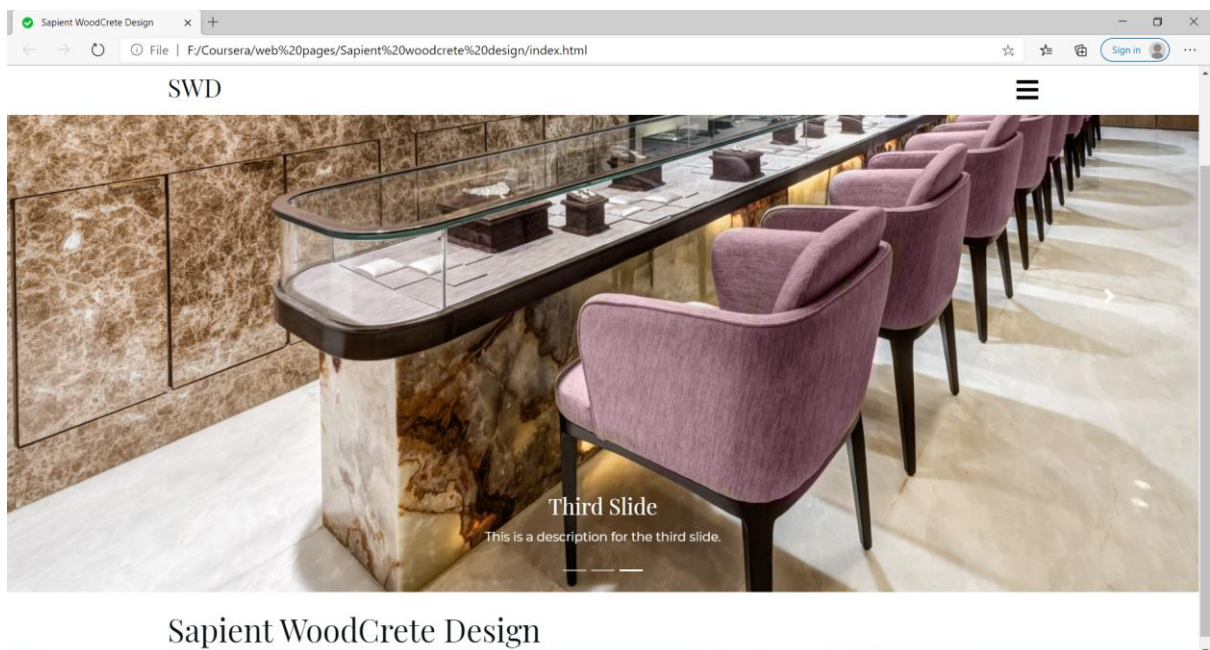 Sapient WoodCrete Design
File | F:/Coursera/web%20pages/Sapient%20woodcrete%20design/index.html
Sign in
SWD
Third Slide
This is a description for the third slide.
Sapient WoodCrete Design